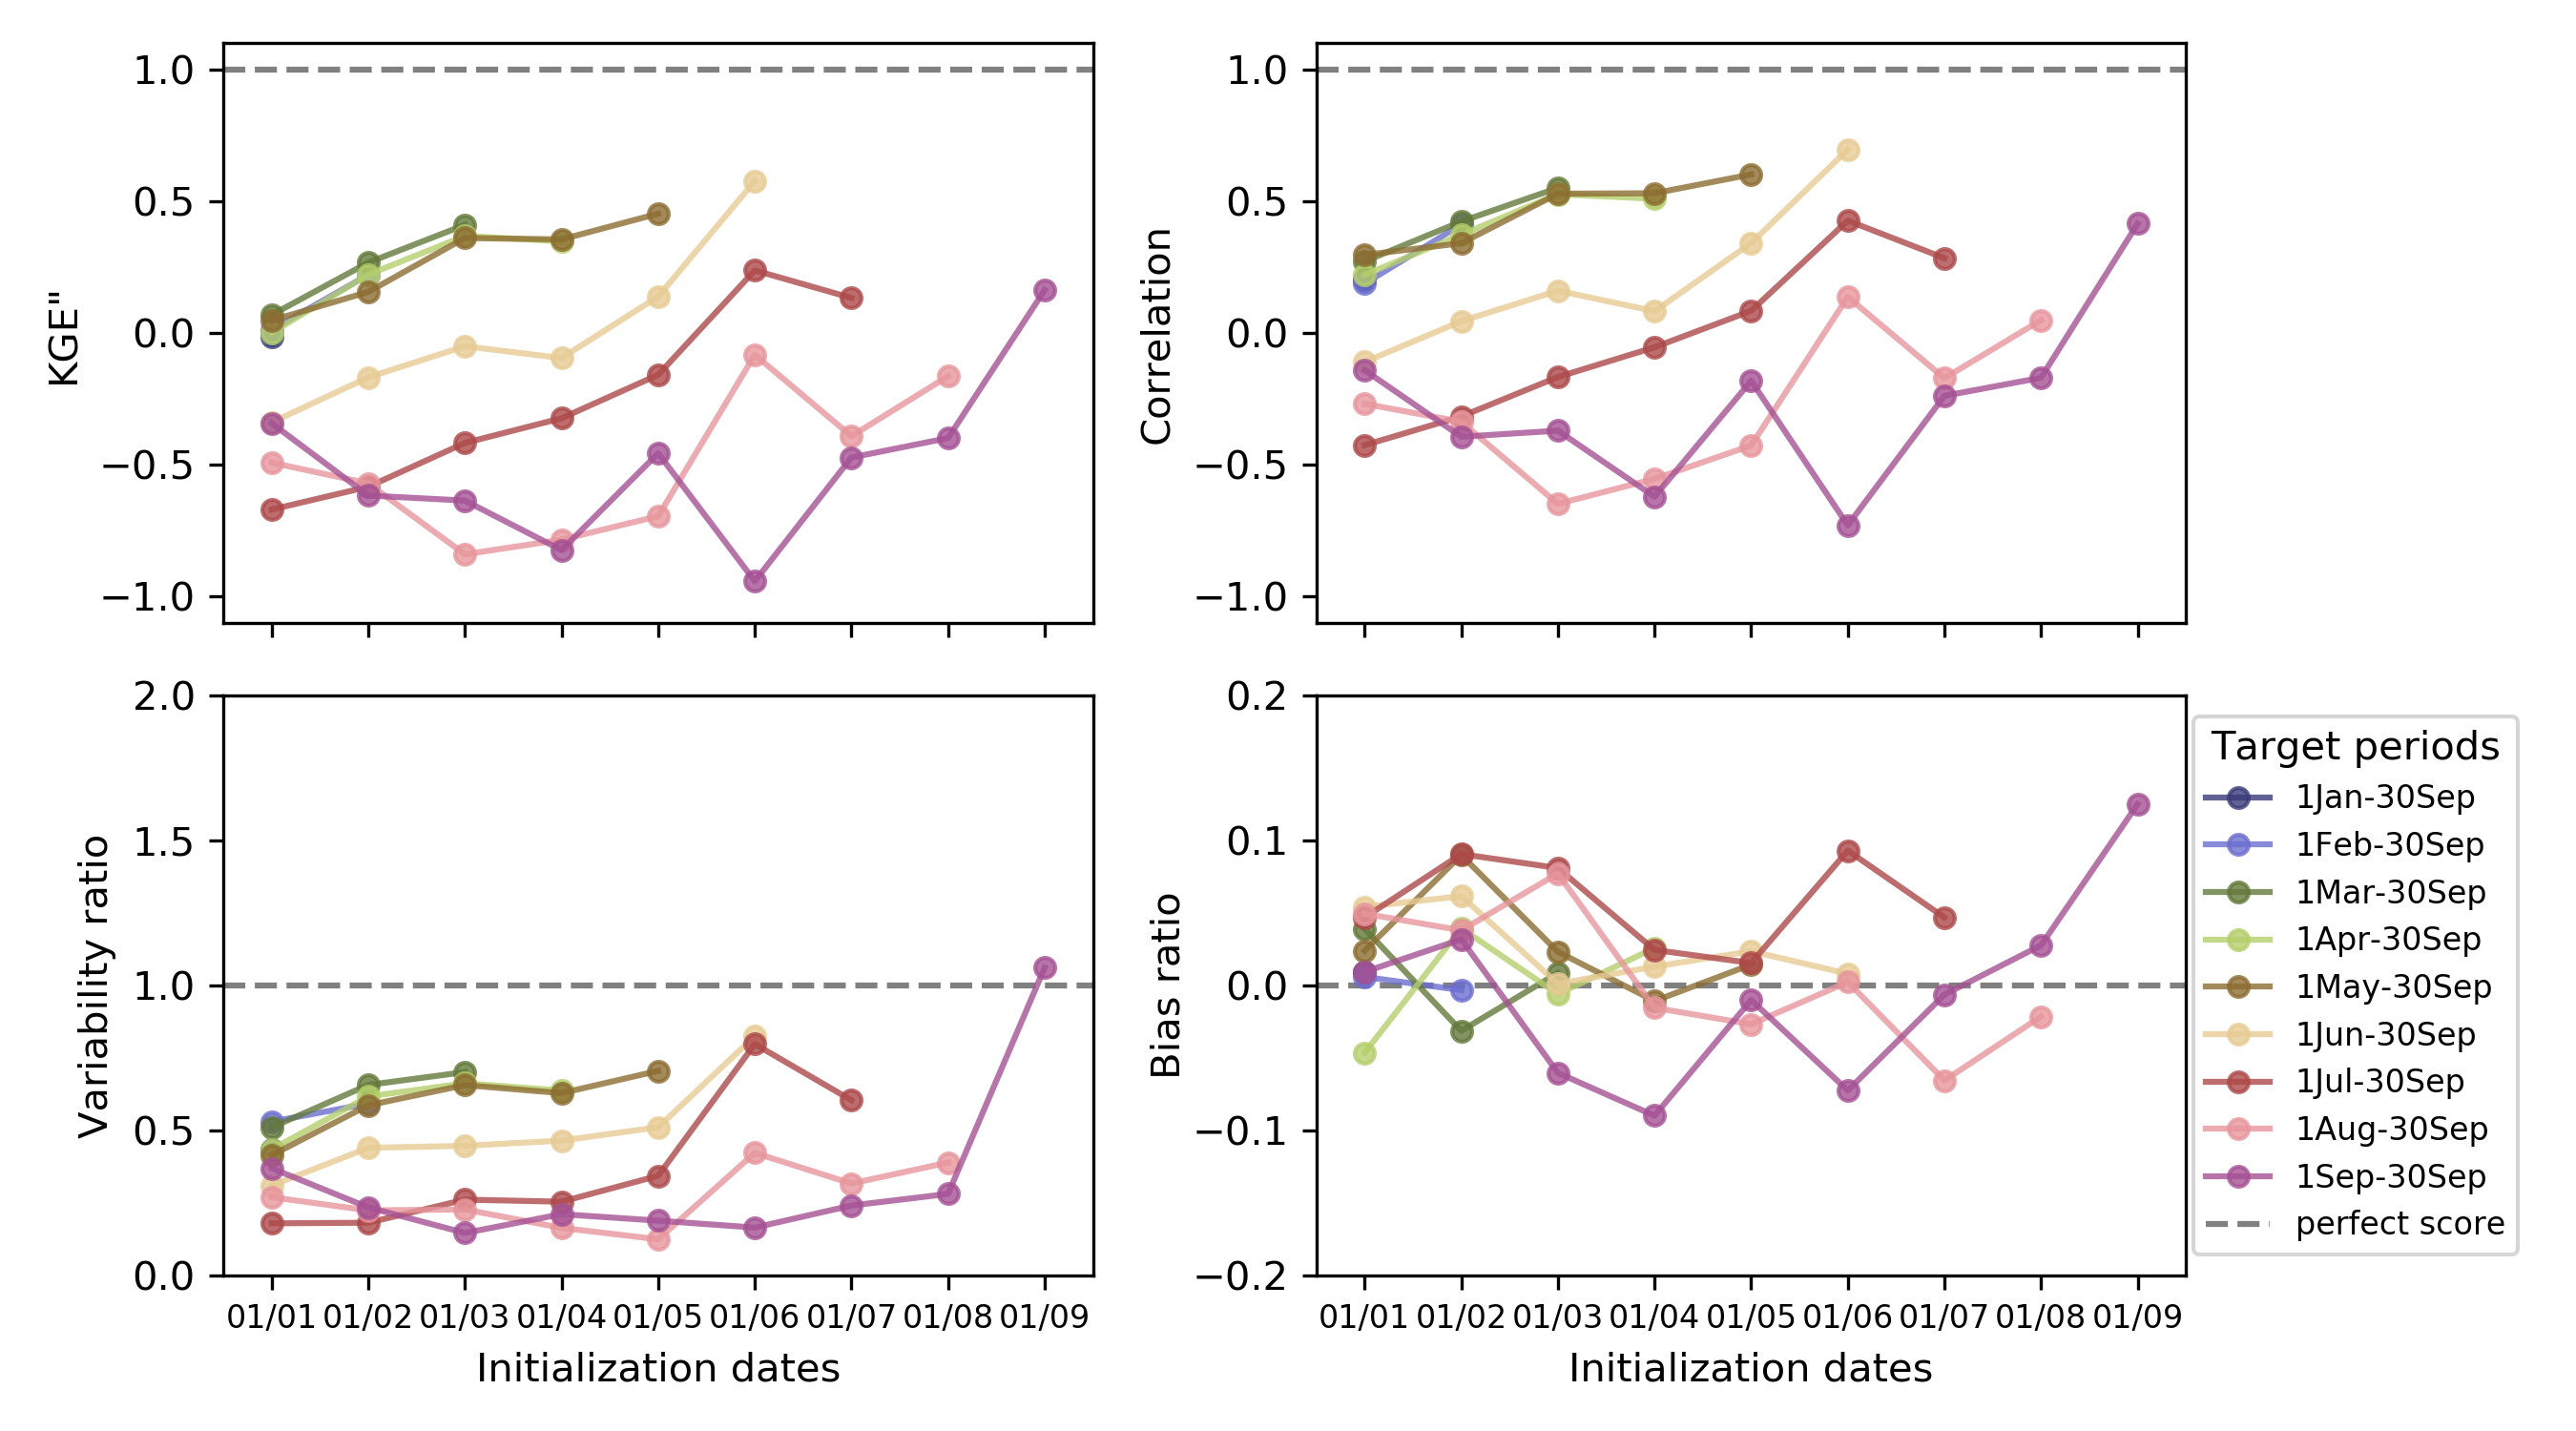 1.0
0.5
0.0
−0.5
−1.0
KGE"
1.0
0.5
0.0
−0.5
−1.0
Correlation
2.0
1.5
1.0
0.5
0.0
Variability ratio
01/01 01/02 01/03 01/04 01/05 01/06 01/07 01/08 01/09
Initialization dates
0.2
0.1
0.0
−0.1
−0.2
Bias ratio
01/01 01/02 01/03 01/04 01/05 01/06 01/07 01/08 01/09
Initialization dates
Target periods
1Jan-30Sep
1Feb-30Sep
1Mar-30Sep
1Apr-30Sep
1May-30Sep
1Jun-30Sep
1Jul-30Sep
1Aug-30Sep
1Sep-30Sep
perfect score